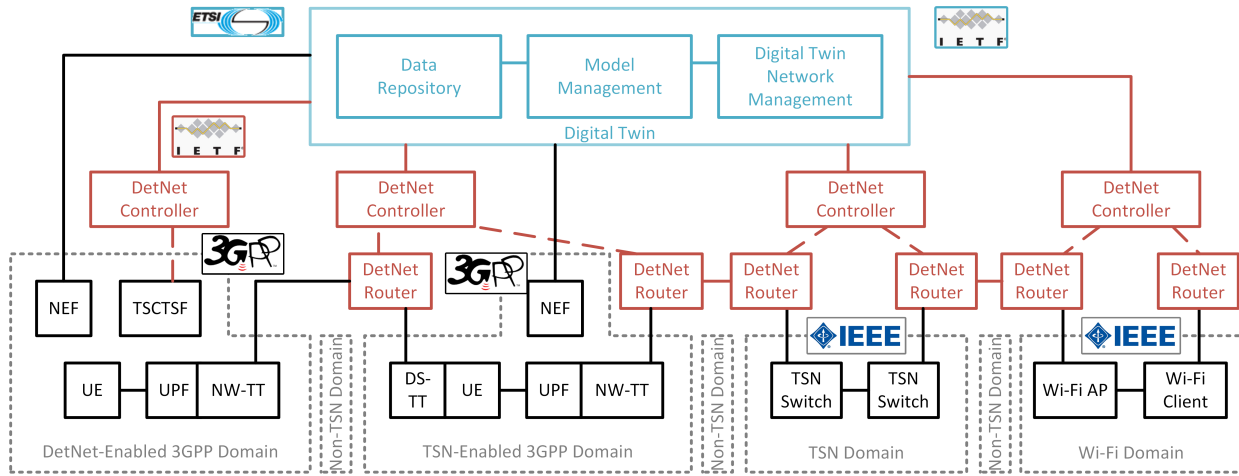 ETSI
I E T F
Data
Repository
Model
Management
Digital Twin
Network
Management
Digital Twin
I E T F
DetNet
Controller
DetNet
Controller
DetNet
Controller
DetNet
Controller
3GPP
3GPP
DetNet
Router
DetNet
Router
DetNet
Router
DetNet
Router
DetNet
Router
DetNet
Router
NEF
TSCTSF
NEF
IEEE
IEEE
UE
UPF
NW-TT
DS-
TT
UE
UPF
NW-TT
TSN
Switch
TSN
Switch
Wi-Fi AP
Wi-Fi
Client
DetNet-Enabled 3GPP Domain
Non-TSN Domain
TSN-Enabled 3GPP Domain
Non-TSN Domain
TSN Domain
Non-TSN Domain
Wi-Fi Domain